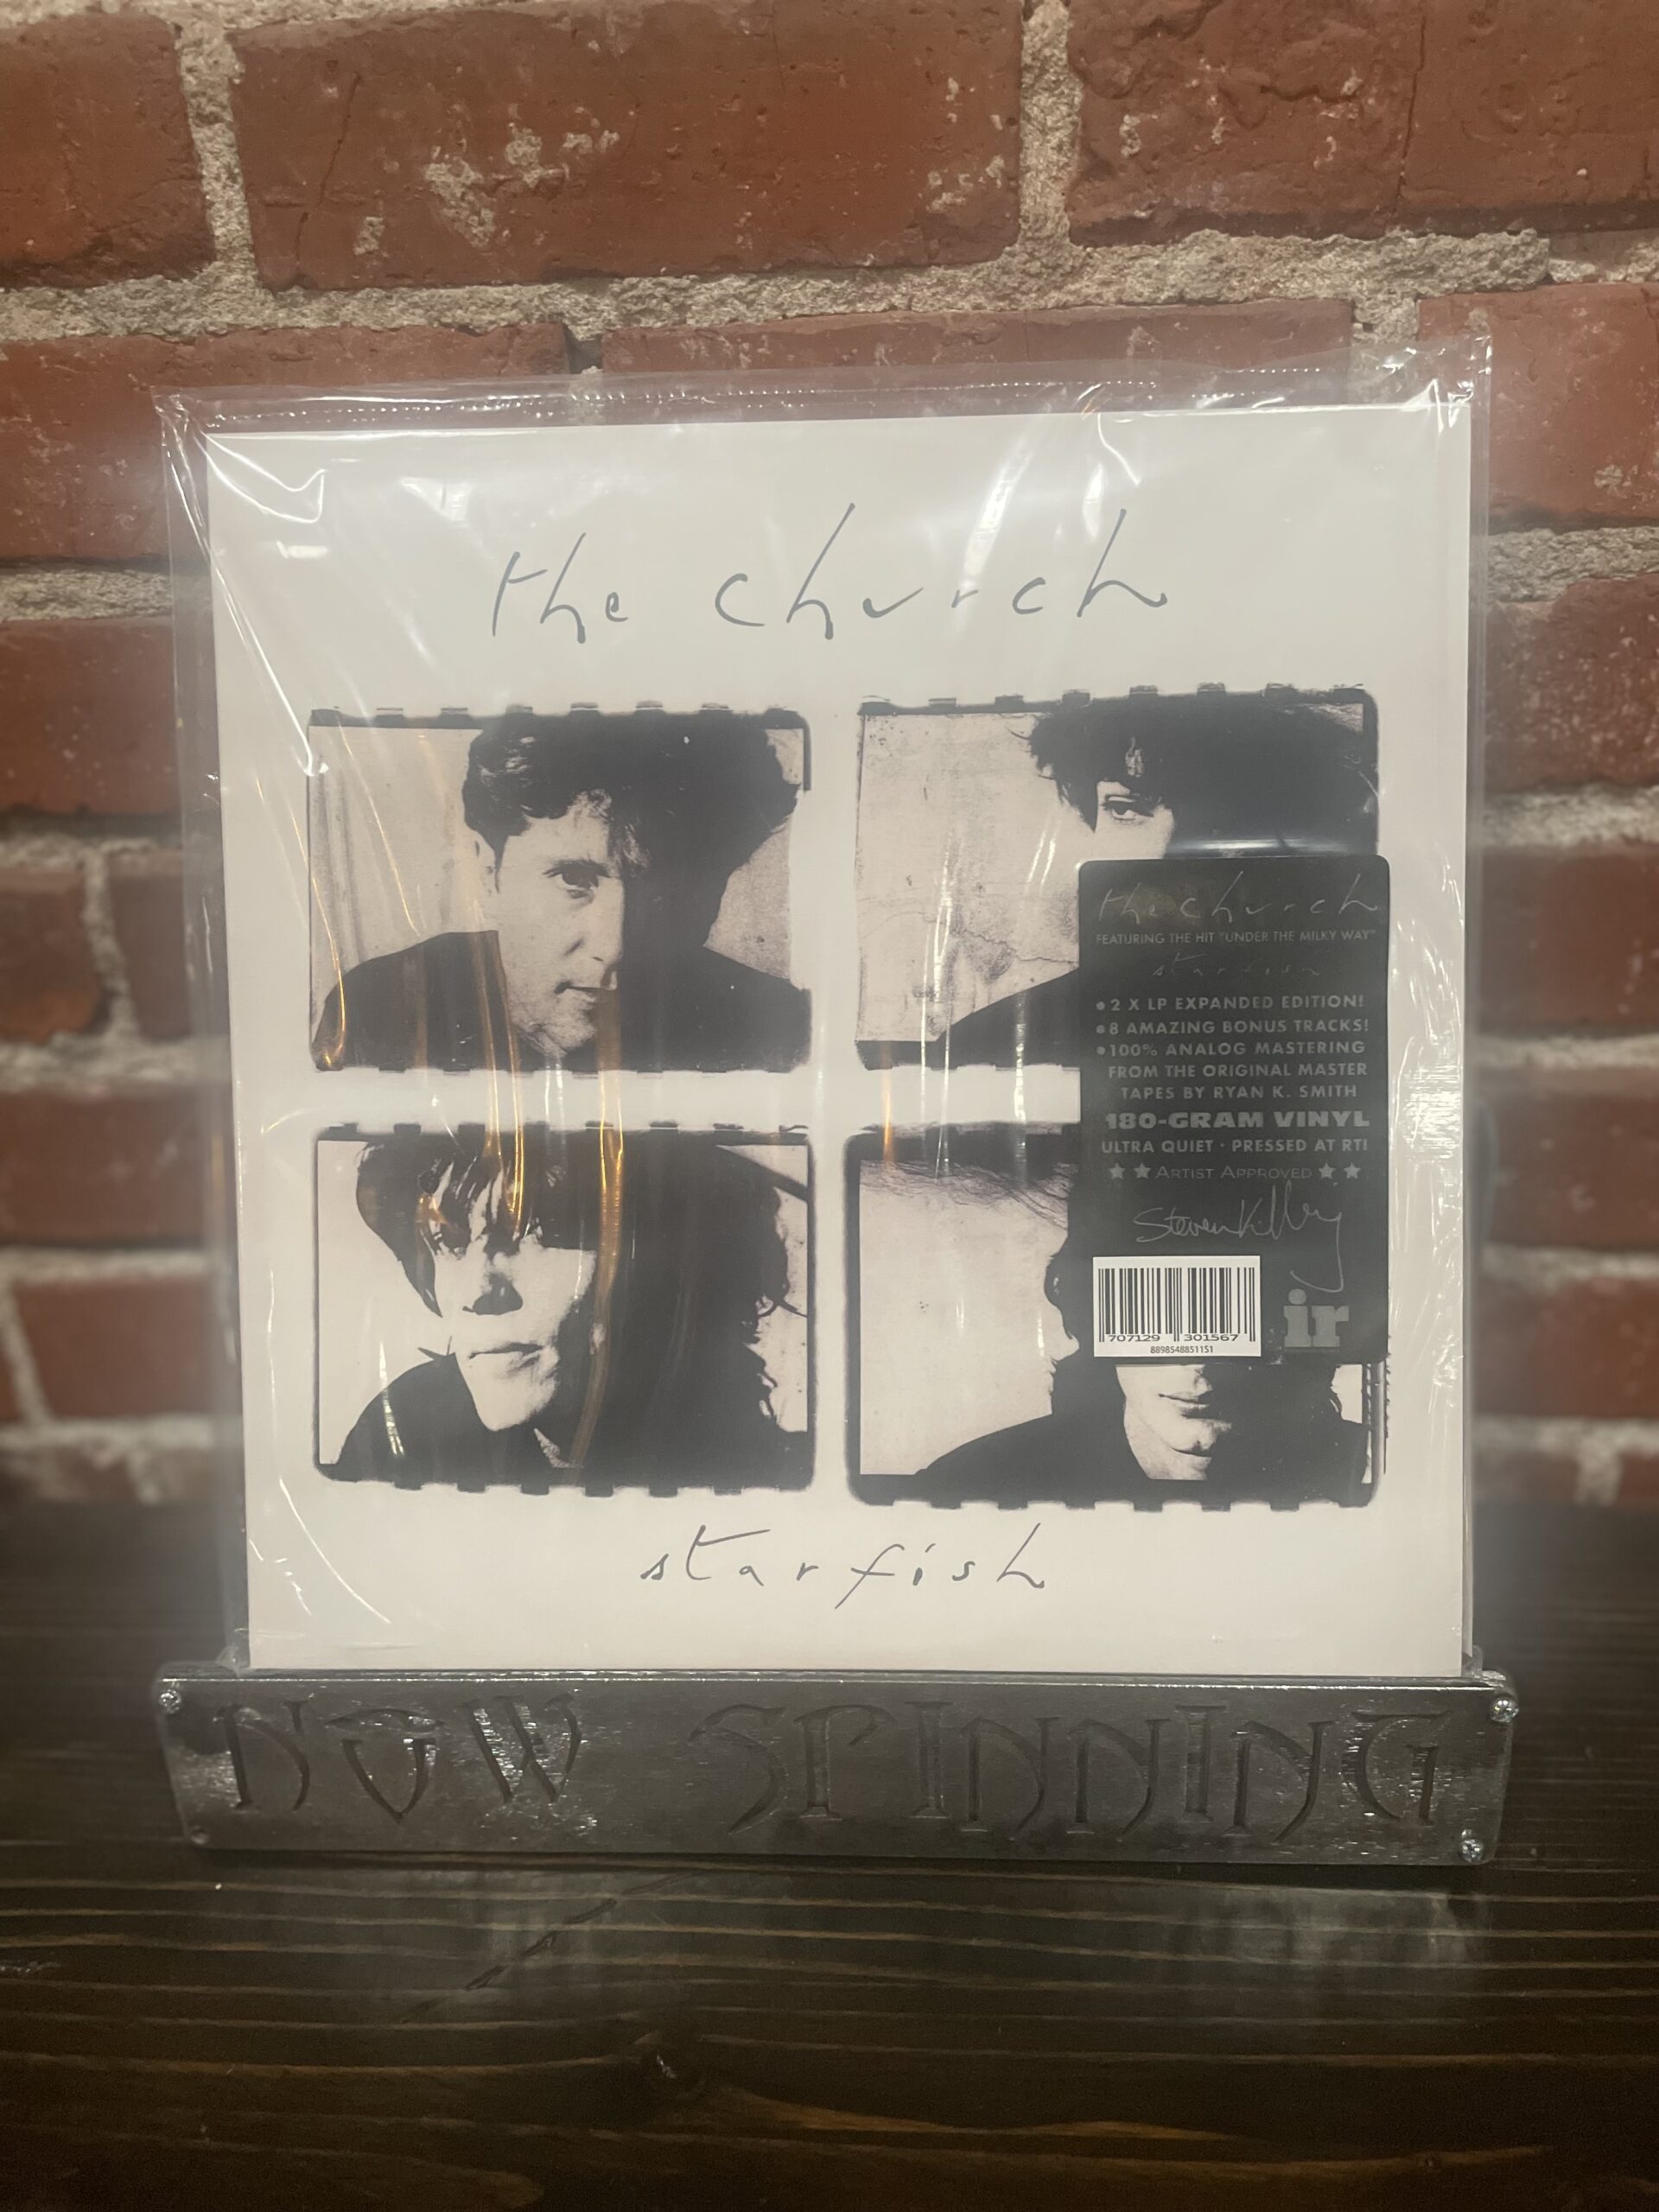 the church
the church
FEATURING THE HIT "UNDER THE MILKY WAY"
starfish
• 2 X LP EXPANDED EDITION!
• 8 AMAZING BONUS TRACKS!
• 100% ANALOG MASTERING
FROM THE ORIGINAL MASTER
TAPES BY RYAN K. SMITH
180-GRAM VINYL
ULTRA QUIET · PRESSED AT RTI
★ ★ ARTIST APPROVED ★ ★
Steven Kilbey
707129 301567
88985488511S1
ir
starfish
NOW SPINNING